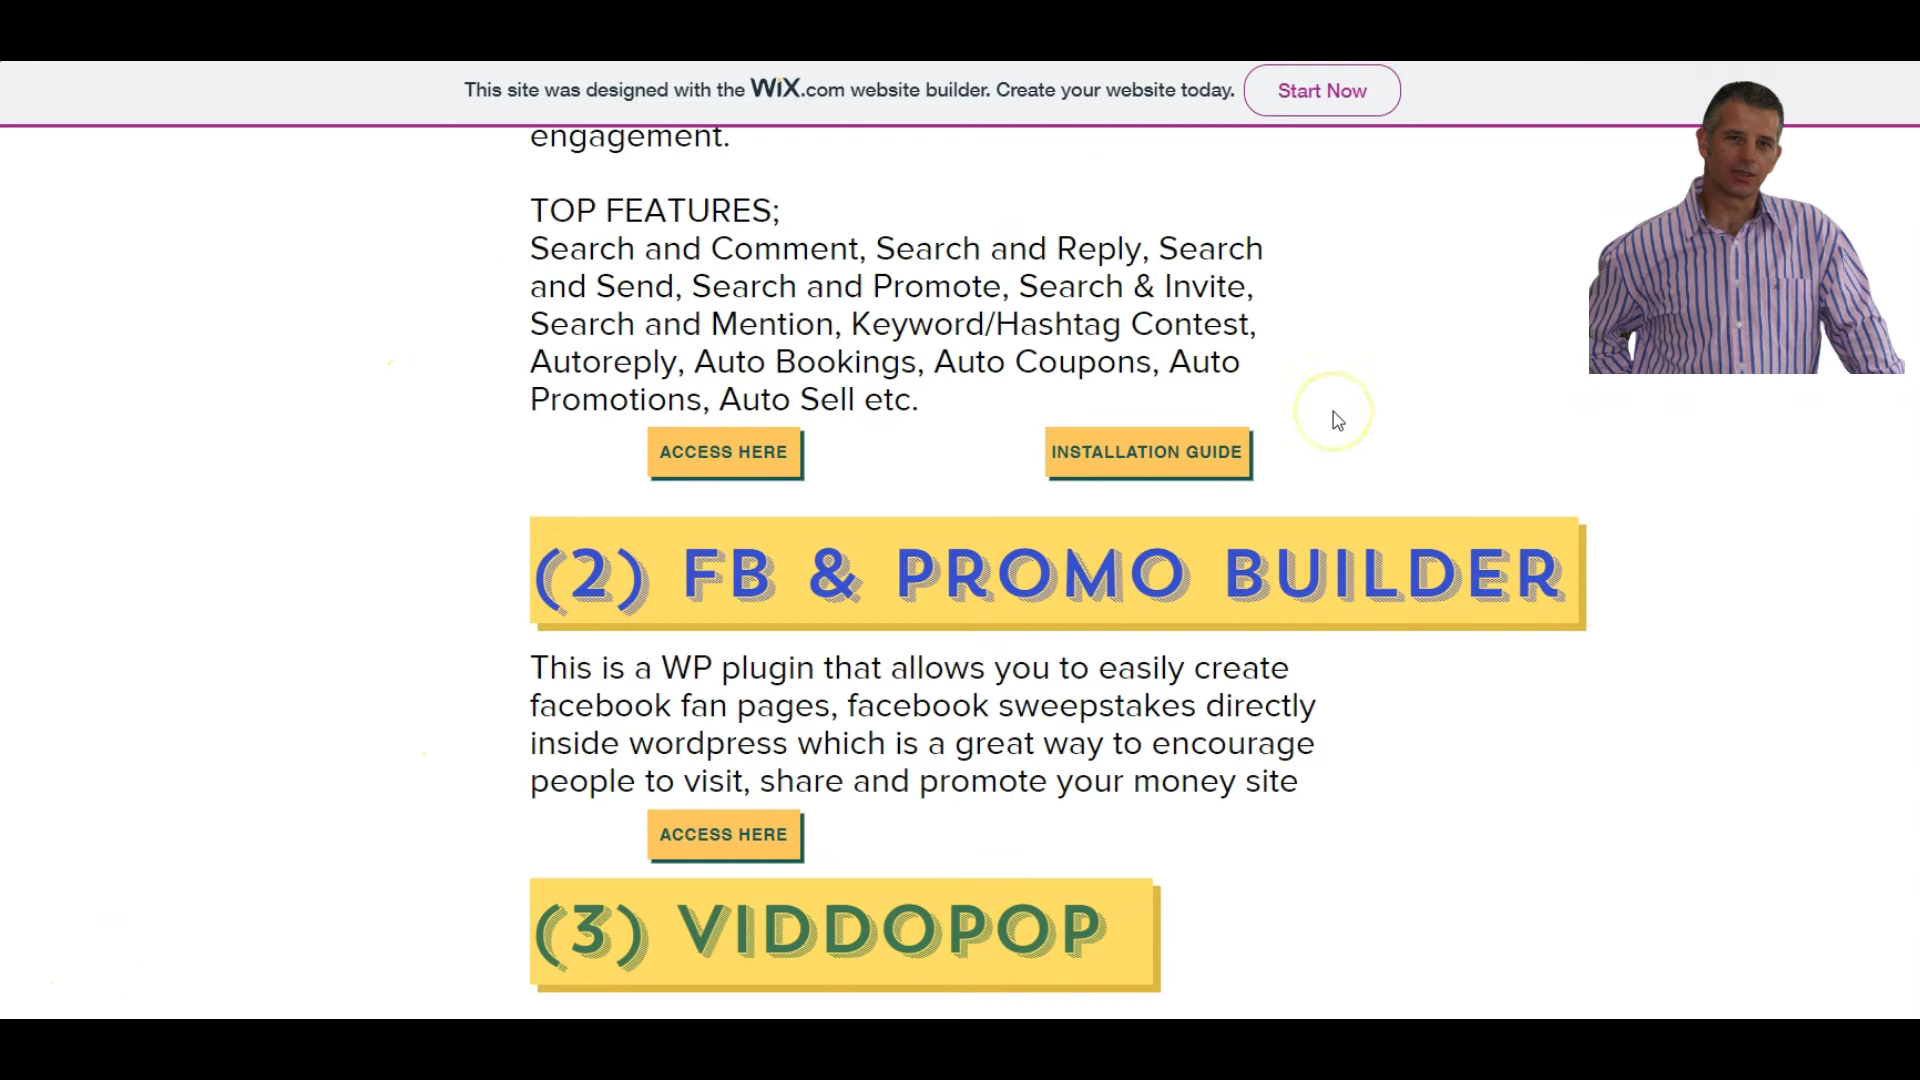 This site was designed with the WiX.com website builder. Create your website today. Start Now
engagement.
TOP FEATURES;
Search and Comment, Search and Reply, Search
and Send, Search and Promote, Search & Invite,
Search and Mention, Keyword/Hashtag Contest,
Autoreply, Auto Bookings, Auto Coupons, Auto
Promotions, Auto Sell etc.
ACCESS HERE INSTALLATION GUIDE
(2) FB & PROMO BUILDER
This is a WP plugin that allows you to easily create
facebook fan pages, facebook sweepstakes directly
inside wordpress which is a great way to encourage
people to visit, share and promote your money site
ACCESS HERE
(3) VIDDOPOP